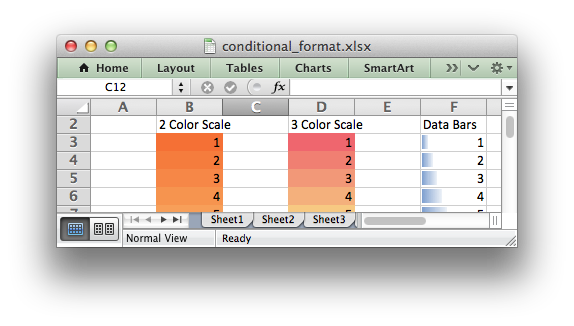 conditional_format.xlsx
Home Layout Tables Charts SmartArt
C12 fx
A B C D E F
2 2 Color Scale 3 Color Scale Data Bars
3 1 1 1
4 2 2 2
5 3 3 3
6 4 4 4
Sheet1 Sheet2 Sheet3
Normal View Ready